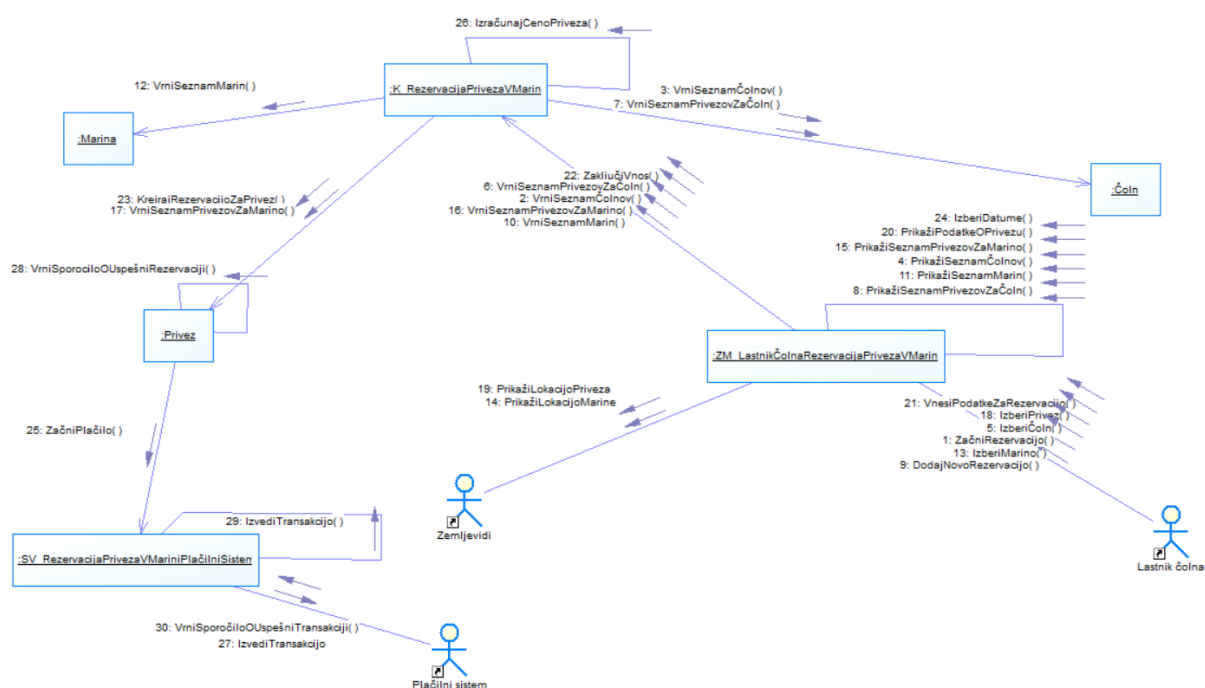 26: IzračunajCenoPriveza( )
12: VrniSeznamMarin( )
:K_RezervacijaPrivezaVMarin
3: VrniSeznamČolnov( )
7: VrniSeznamPrivezovZaČoln( )
:Marina
:Čoln
22: ZaključiVnos( )
6: VrniSeznamPrivezovZaČoln( )
2: VrniSeznamČolnov( )
16: VrniSeznamPrivezovZaMarino( )
10: VrniSeznamMarin( )
23: KreirajRezervacijoZaPrivez( )
17: VrniSeznamPrivezovZaMarino( )
24: IzberiDatume( )
20: PrikažiPodatkeOPrivezu( )
15: PrikažiSeznamPrivezovZaMarino( )
4: PrikažiSeznamČolnov( )
11: PrikažiSeznamMarin( )
8: PrikažiSeznamPrivezovZaČoln( )
28: VrniSporociloOUspešniRezervaciji( )
:Privez
:ZM_LastnikČolnaRezervacijaPrivezaVMarin
19: PrikažiLokacijoPriveza
14: PrikažiLokacijoMarine
21: VnesiPodatkeZaRezervacijo( )
18: IzberiPrivez( )
5: IzberiČoln( )
1: ZačniRezervacijo( )
13: IzberiMarino( )
9: DodajNovoRezervacijo( )
25: ZačniPlačilo( )
29: IzvediTransakcijo( )
Zemljevidi
:SV_RezervacijaPrivezaVMariniPlačilniSistem
Lastnik čolna
30: VrniSporočiloOUspešniTransakciji( )
27: IzvediTransakcijo
Plačilni sistem